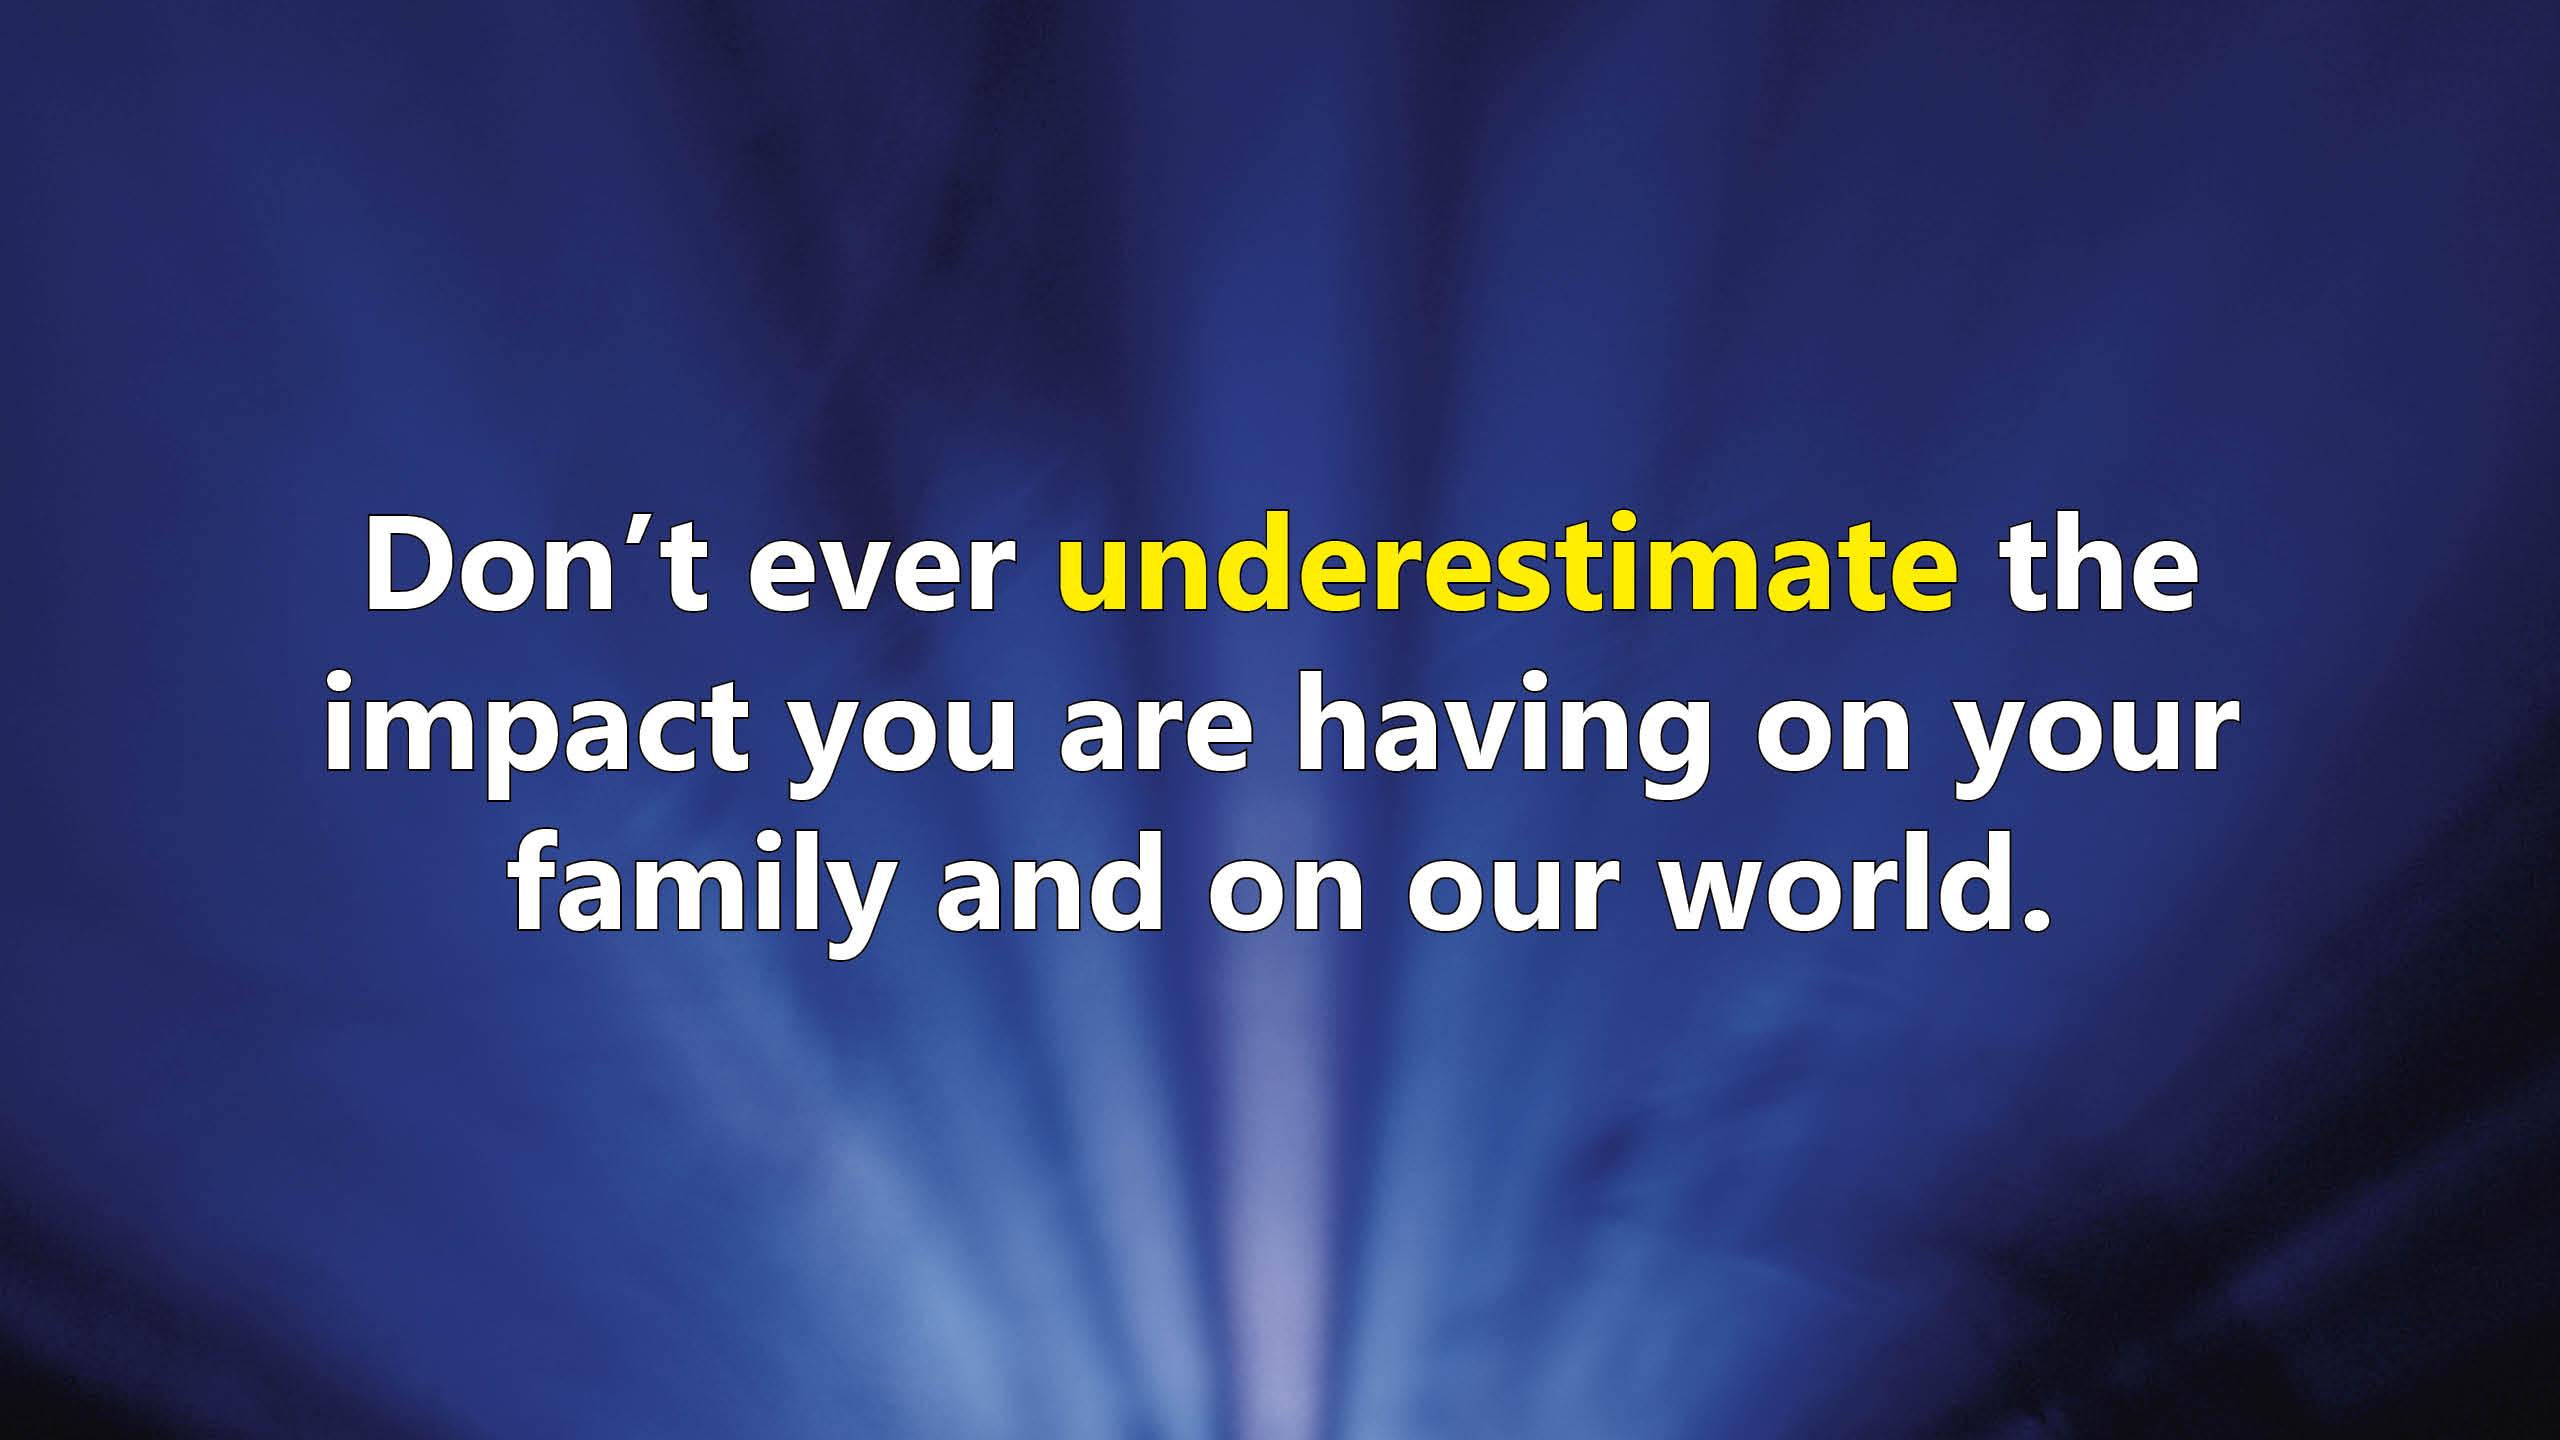 Don’t ever underestimate the
impact you are having on your
family and on our world.